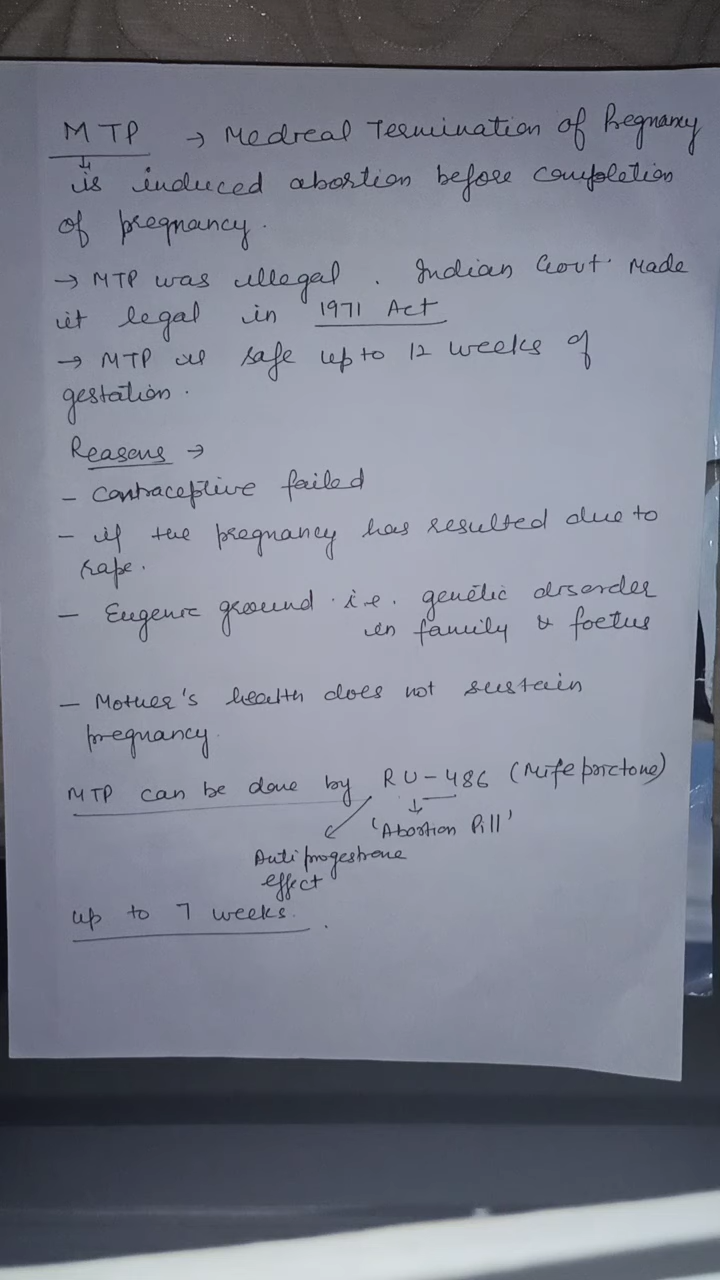 MTP → Medical Termination of Pregnancy
↓
is induced abortion before completion
of pregnancy.
→ MTP was illegal. Indian Govt. Made
it legal in 1971 Act
→ MTP is safe up to 12 weeks of
gestation.
Reasons →
- Contraceptive failed
- if the pregnancy has resulted due to
rape.
- Eugenic ground. i.e. genetic disorder
in family & foetus
- Mother's health does not sustain
pregnancy.
MTP can be done by RU-486 (Mifepirctone)
↓
'Abortion Pill'
Anti progestrone
effect
up to 7 weeks.